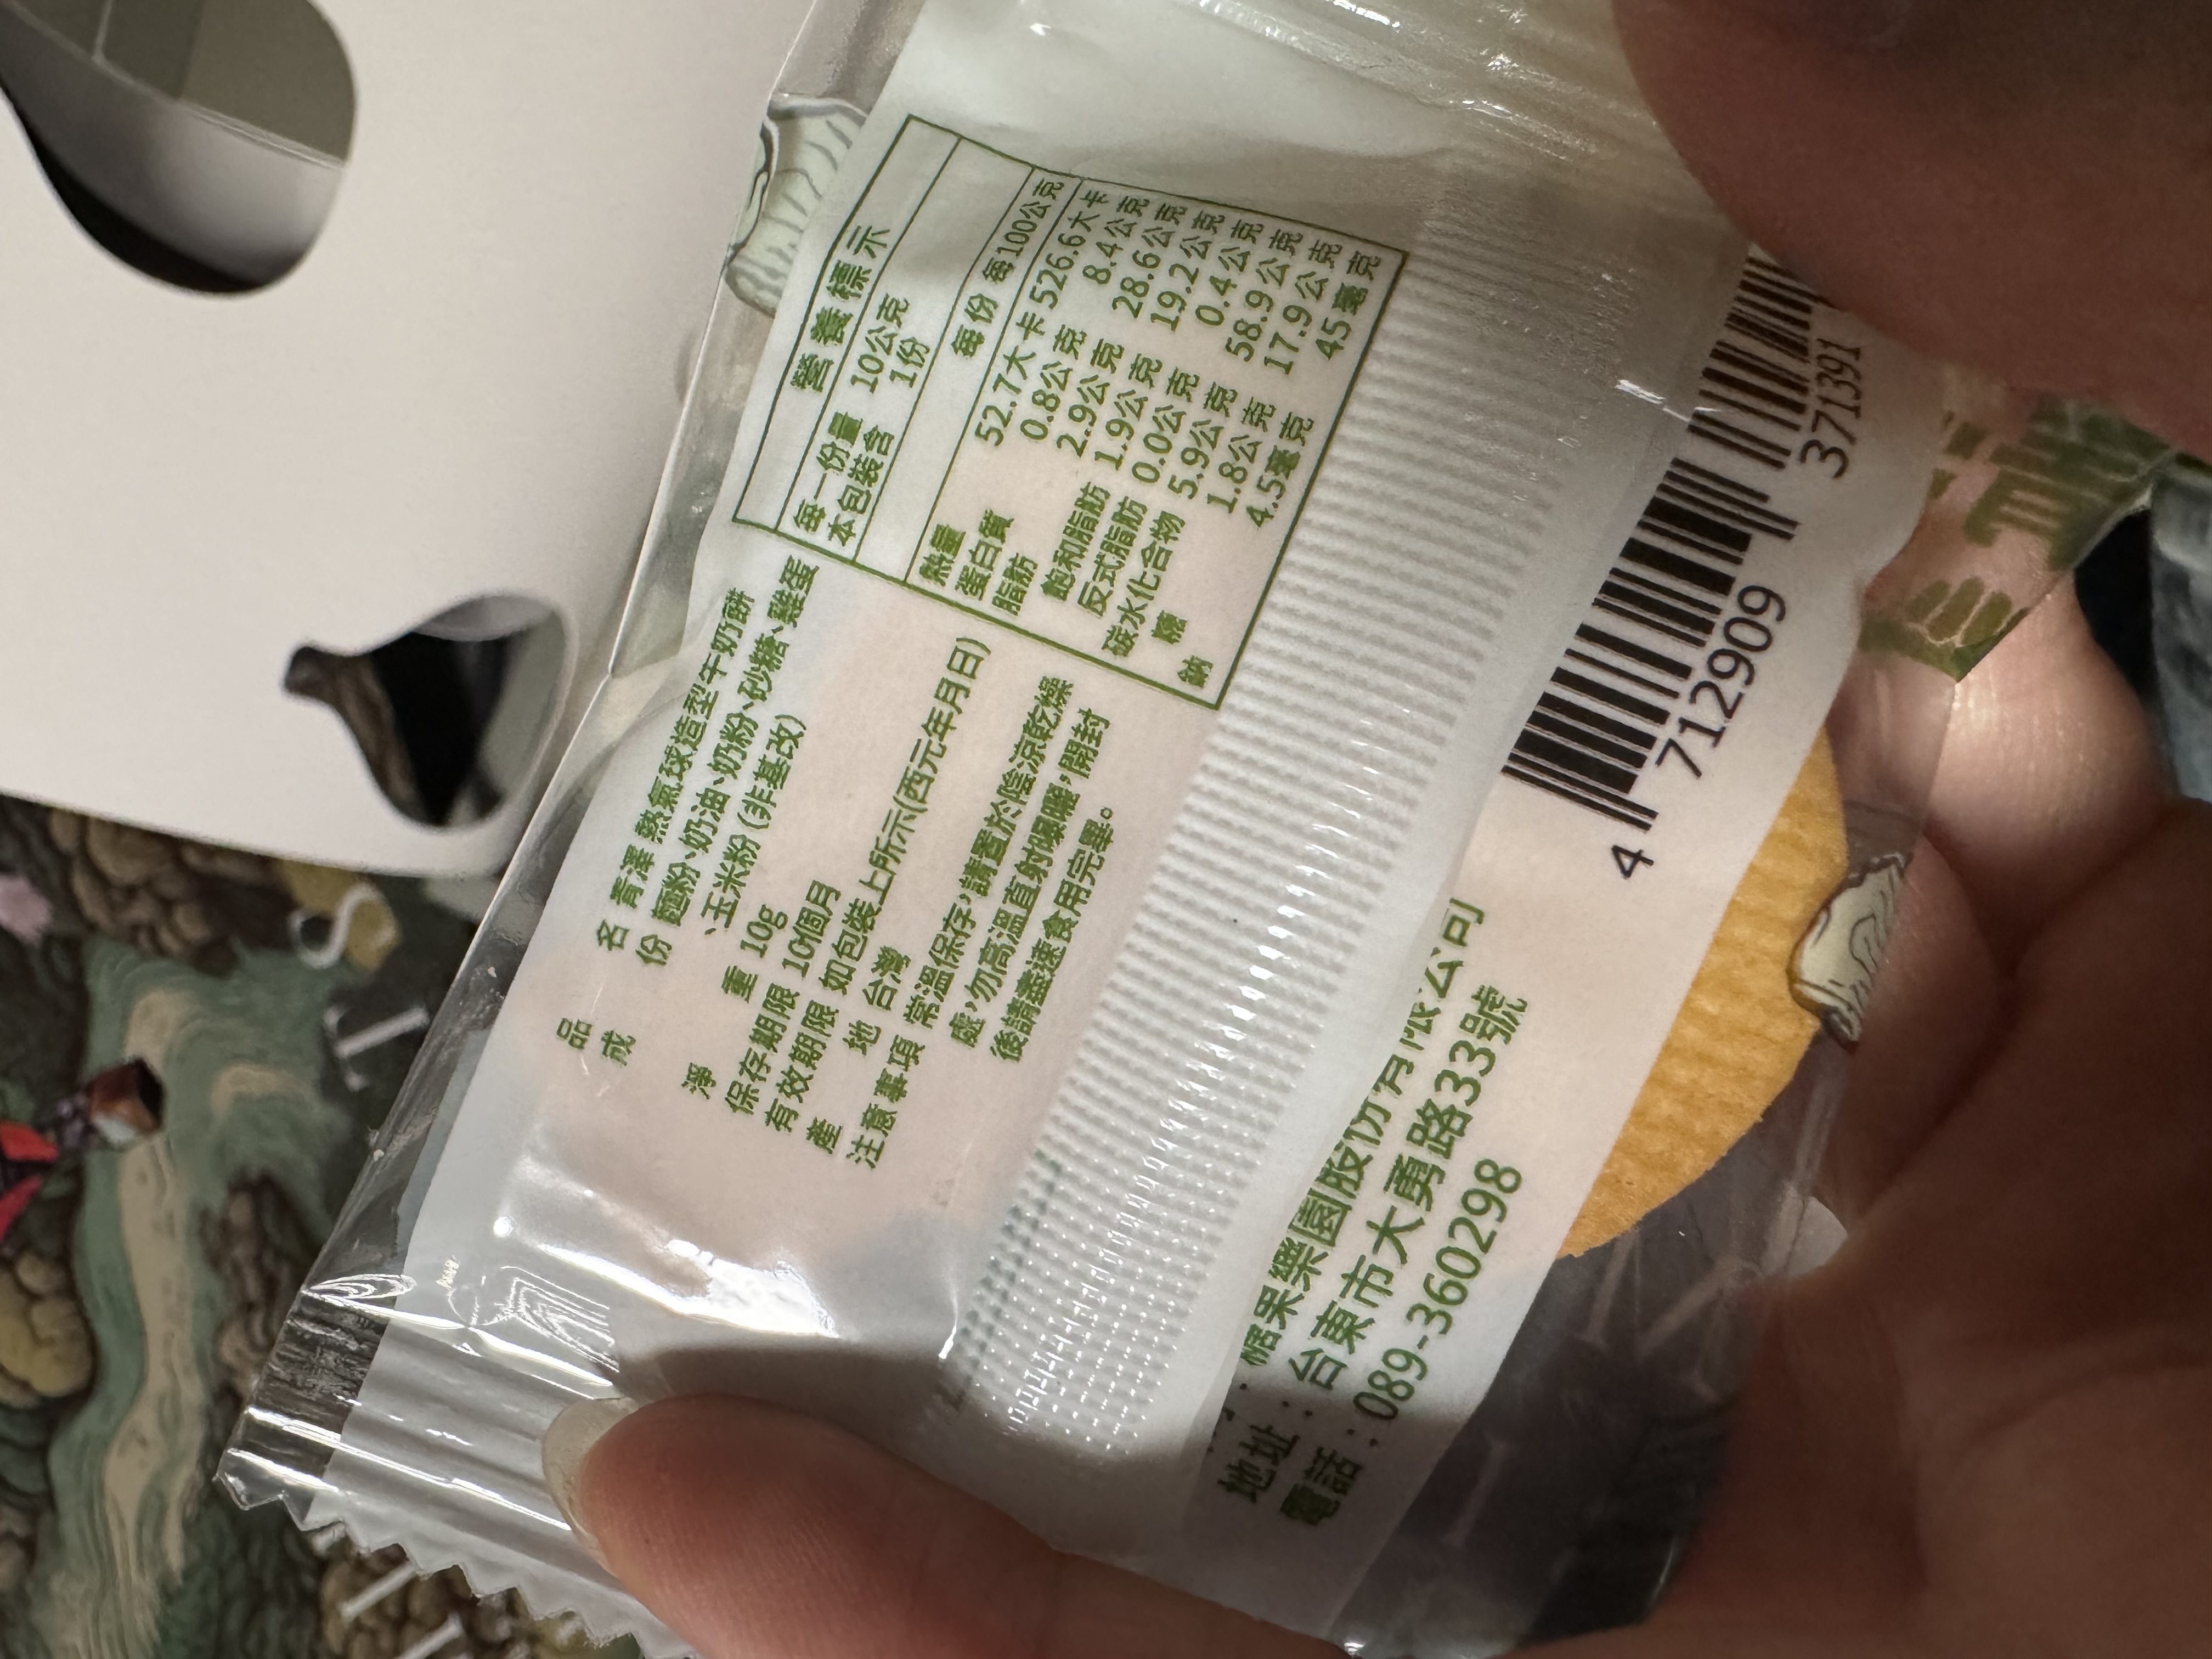 品名 青澤 熱氣球造型牛奶餅
成份 麵粉、奶油、奶粉、砂糖、雞蛋
、玉米粉(非基改)
淨重 10g
保存期限 10個月
有效期限 如包裝上所示(西元年月日)
產地 台灣
注意事項 常溫保存，請置於陰涼乾燥
處，勿高溫直射曝曬，開封
後請盡速食用完畢。
營養標示
每一份量 10公克
本包裝含 1份
每份 每100公克
熱量 52.7大卡 526.6大卡
蛋白質 0.8公克 8.4公克
脂肪 2.9公克 28.6公克
飽和脂肪 1.9公克 19.2公克
反式脂肪 0.0公克 0.4公克
碳水化合物 5.9公克 58.9公克
糖 1.8公克 17.9公克
鈉 4.5毫克 45毫克
糖果樂園股份有限公司
地址：台東市大勇路33號
電話：089-360298
4 712909 371391